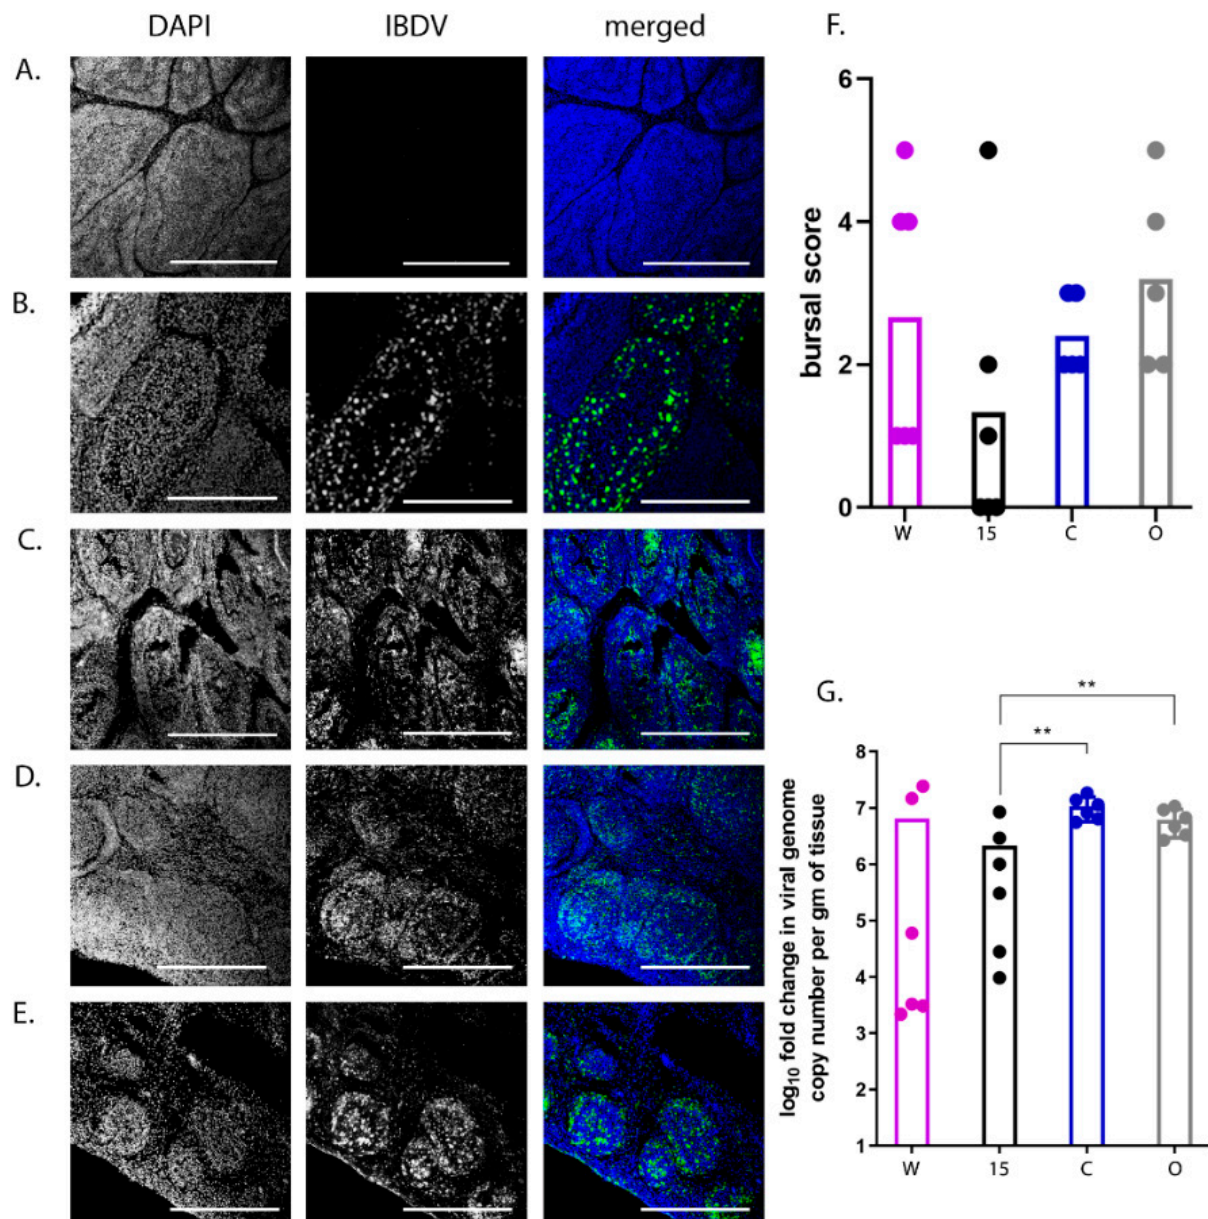 DAPI IBDV merged
A.
B.
C.
D.
E.
F.
bursal score
6
4
2
0
W 15 C O
G.
**
**
log10 fold change in viral genome
copy number per gm of tissue
8
7
6
5
4
3
2
1
W 15 C O